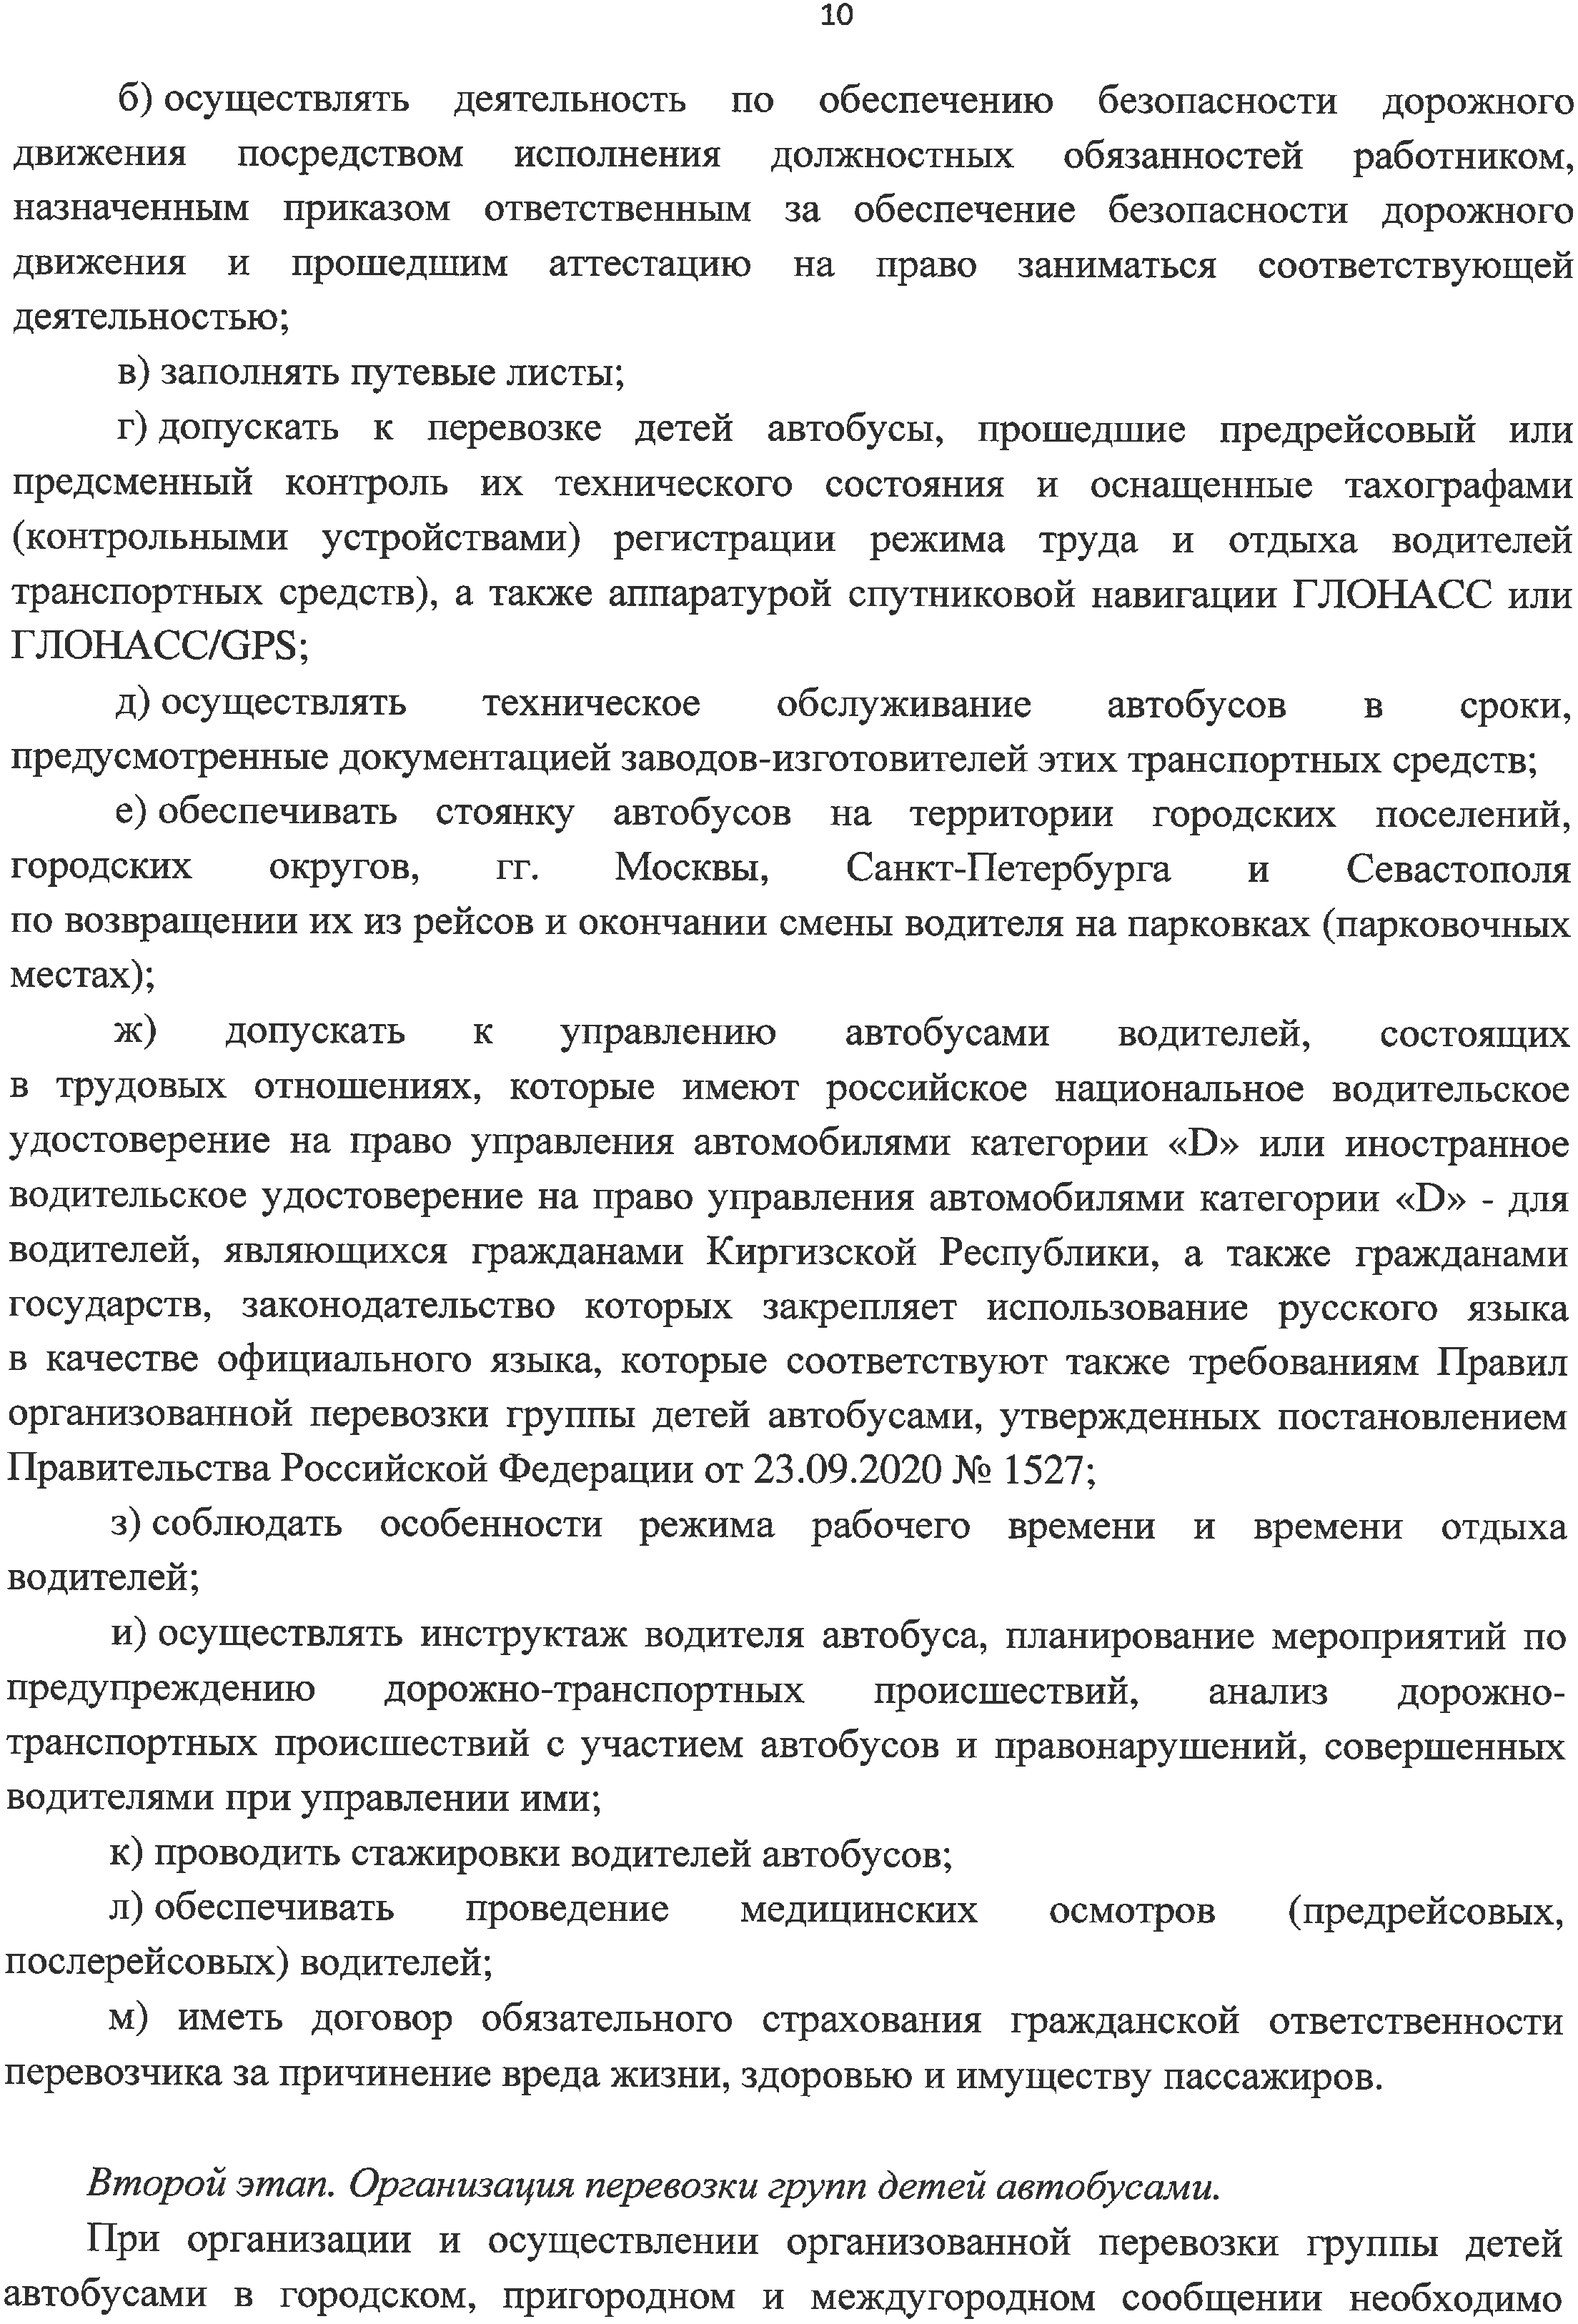 10
б) осуществлять деятельность по обеспечению безопасности дорожного
движения посредством исполнения должностных обязанностей работником,
назначенным приказом ответственным за обеспечение безопасности дорожного
движения и прошедшим аттестацию на право заниматься соответствующей
деятельностью;
в) заполнять путевые листы;
г) допускать к перевозке детей автобусы, прошедшие предрейсовый или
предсменный контроль их технического состояния и оснащенные тахографами
(контрольными устройствами) регистрации режима труда и отдыха водителей
транспортных средств), а также аппаратурой спутниковой навигации ГЛОНАСС или
ГЛОНАСС/GPS;
д) осуществлять техническое обслуживание автобусов в сроки,
предусмотренные документацией заводов-изготовителей этих транспортных средств;
е) обеспечивать стоянку автобусов на территории городских поселений,
городских округов, гг. Москвы, Санкт-Петербурга и Севастополя
по возвращении их из рейсов и окончании смены водителя на парковках (парковочных
местах);
ж) допускать к управлению автобусами водителей, состоящих
в трудовых отношениях, которые имеют российское национальное водительское
удостоверение на право управления автомобилями категории «D» или иностранное
водительское удостоверение на право управления автомобилями категории «D» - для
водителей, являющихся гражданами Киргизской Республики, а также гражданами
государств, законодательство которых закрепляет использование русского языка
в качестве официального языка, которые соответствуют также требованиям Правил
организованной перевозки группы детей автобусами, утвержденных постановлением
Правительства Российской Федерации от 23.09.2020 № 1527;
з) соблюдать особенности режима рабочего времени и времени отдыха
водителей;
и) осуществлять инструктаж водителя автобуса, планирование мероприятий по
предупреждению дорожно-транспортных происшествий, анализ дорожно-
транспортных происшествий с участием автобусов и правонарушений, совершенных
водителями при управлении ими;
к) проводить стажировки водителей автобусов;
л) обеспечивать проведение медицинских осмотров (предрейсовых,
послерейсовых) водителей;
м) иметь договор обязательного страхования гражданской ответственности
перевозчика за причинение вреда жизни, здоровью и имуществу пассажиров.
Второй этап. Организация перевозки групп детей автобусами.
При организации и осуществлении организованной перевозки группы детей
автобусами в городском, пригородном и междугородном сообщении необходимо